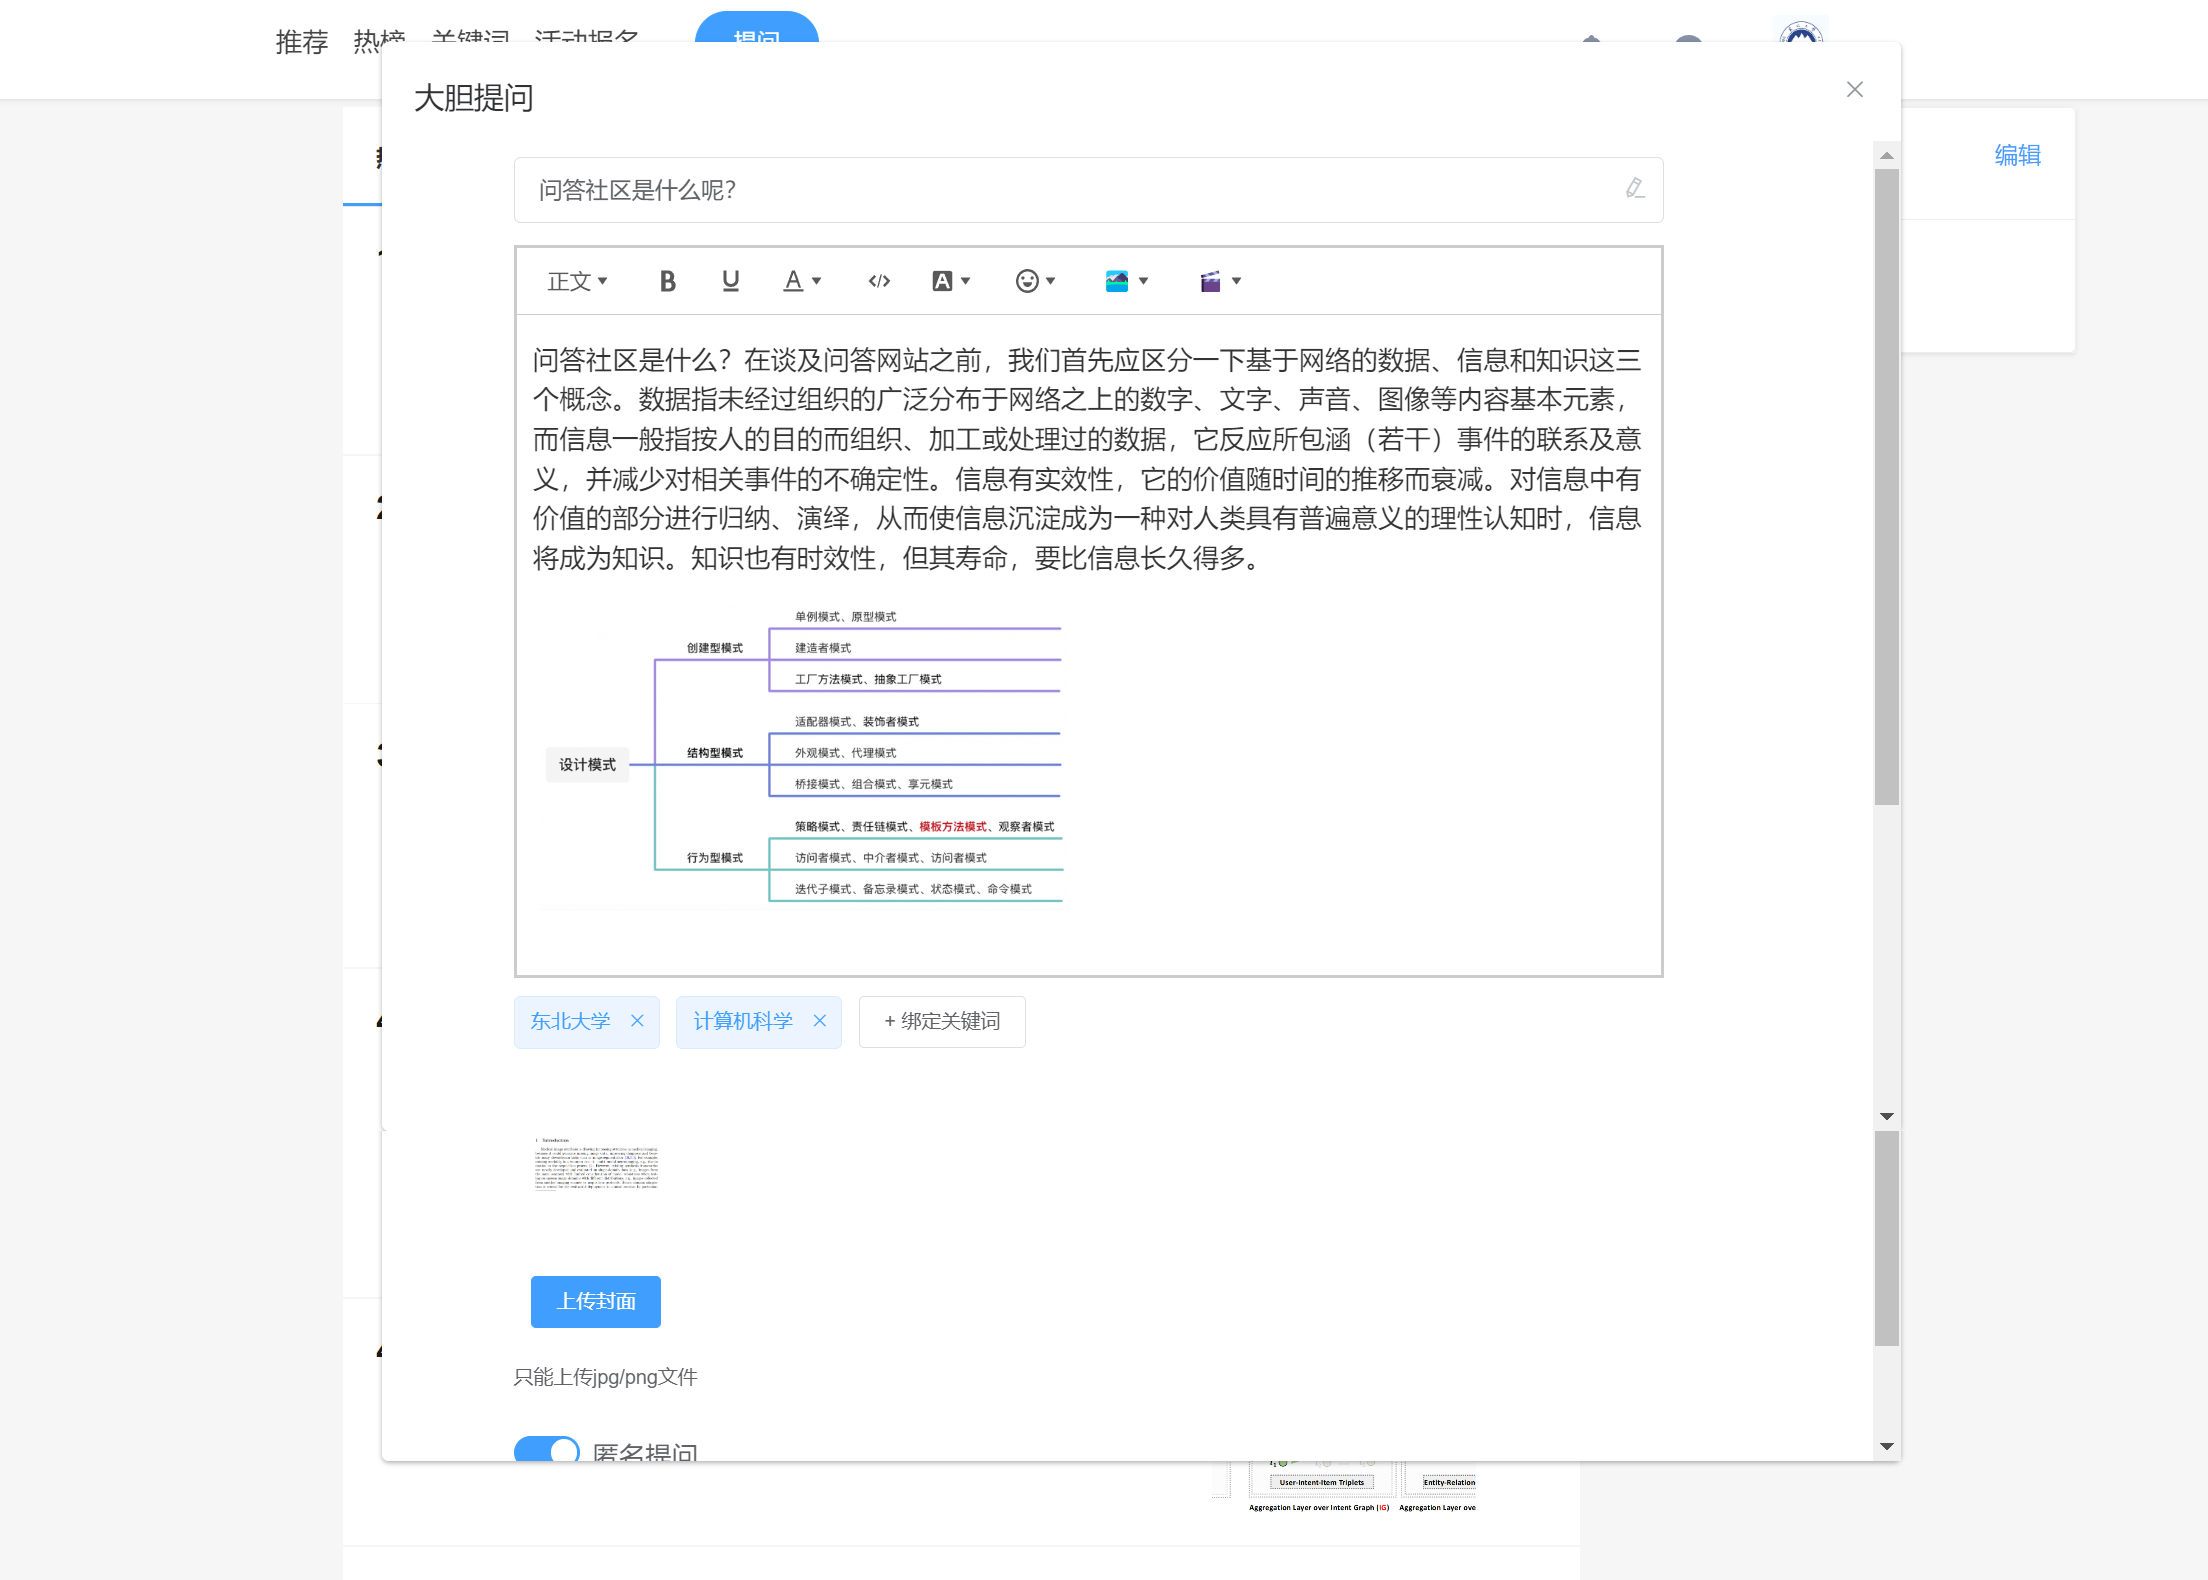 推荐 热榜 关键词 活动报名 提问
大胆提问
编辑
问答社区是什么呢？
正文 B U A </> A
问答社区是什么？在谈及问答网站之前，我们首先应区分一下基于网络的数据、信息和知识这三
个概念。数据指未经过组织的广泛分布于网络之上的数字、文字、声音、图像等内容基本元素，
而信息一般指按人的目的而组织、加工或处理过的数据，它反应所包涵（若干）事件的联系及意
义，并减少对相关事件的不确定性。信息有实效性，它的价值随时间的推移而衰减。对信息中有
价值的部分进行归纳、演绎，从而使信息沉淀成为一种对人类具有普遍意义的理性认知时，信息
将成为知识。知识也有时效性，但其寿命，要比信息长久得多。
单例模式、原型模式
创建型模式
建造者模式
工厂方法模式、抽象工厂模式
适配器模式、装饰者模式
结构型模式
外观模式、代理模式
设计模式
桥接模式、组合模式、享元模式
策略模式、责任链模式、模板方法模式、观察者模式
行为型模式
访问者模式、中介者模式、访问者模式
迭代子模式、备忘录模式、状态模式、命令模式
东北大学 × 计算机科学 × + 绑定关键词
1 Introduction
上传封面
只能上传jpg/png文件
匿名提问
User-Intent-Item Triplets
Entity-Relation
Aggregation Layer over Intent Graph (IG)
Aggregation Layer ove